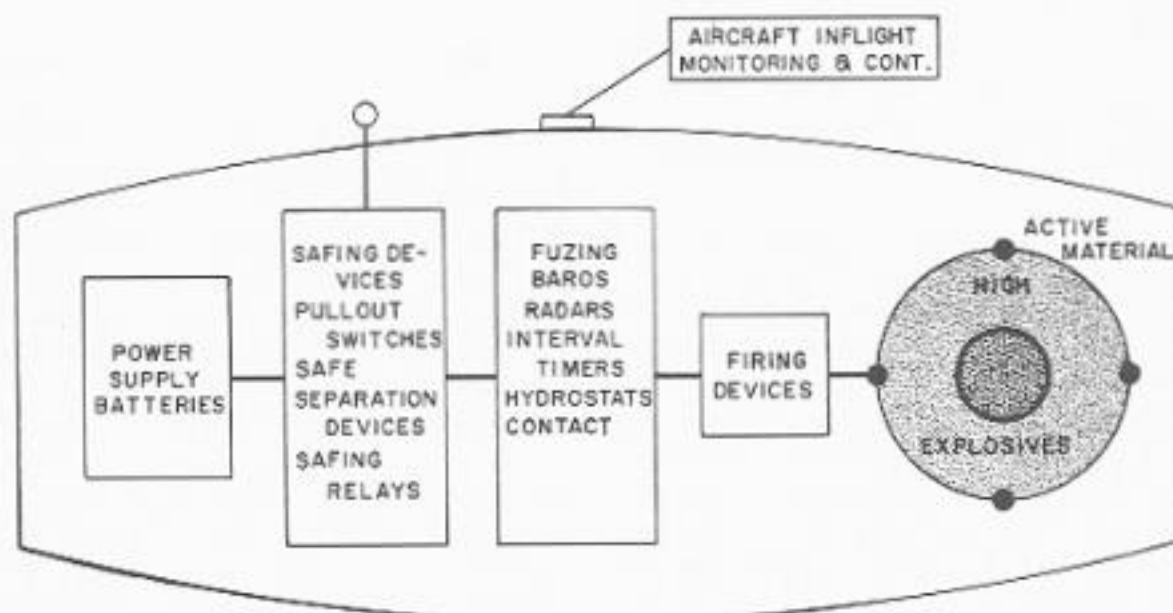 AIRCRAFT INFLIGHT
MONITORING & CONT.
POWER
SUPPLY
BATTERIES
SAFING DE-
VICES
PULLOUT
SWITCHES
SAFE
SEPARATION
DEVICES
SAFING
RELAYS
FUZING
BAROS
RADARS
INTERVAL
TIMERS
HYDROSTATS
CONTACT
FIRING
DEVICES
ACTIVE
MATERIAL
HIGH
EXPLOSIVES